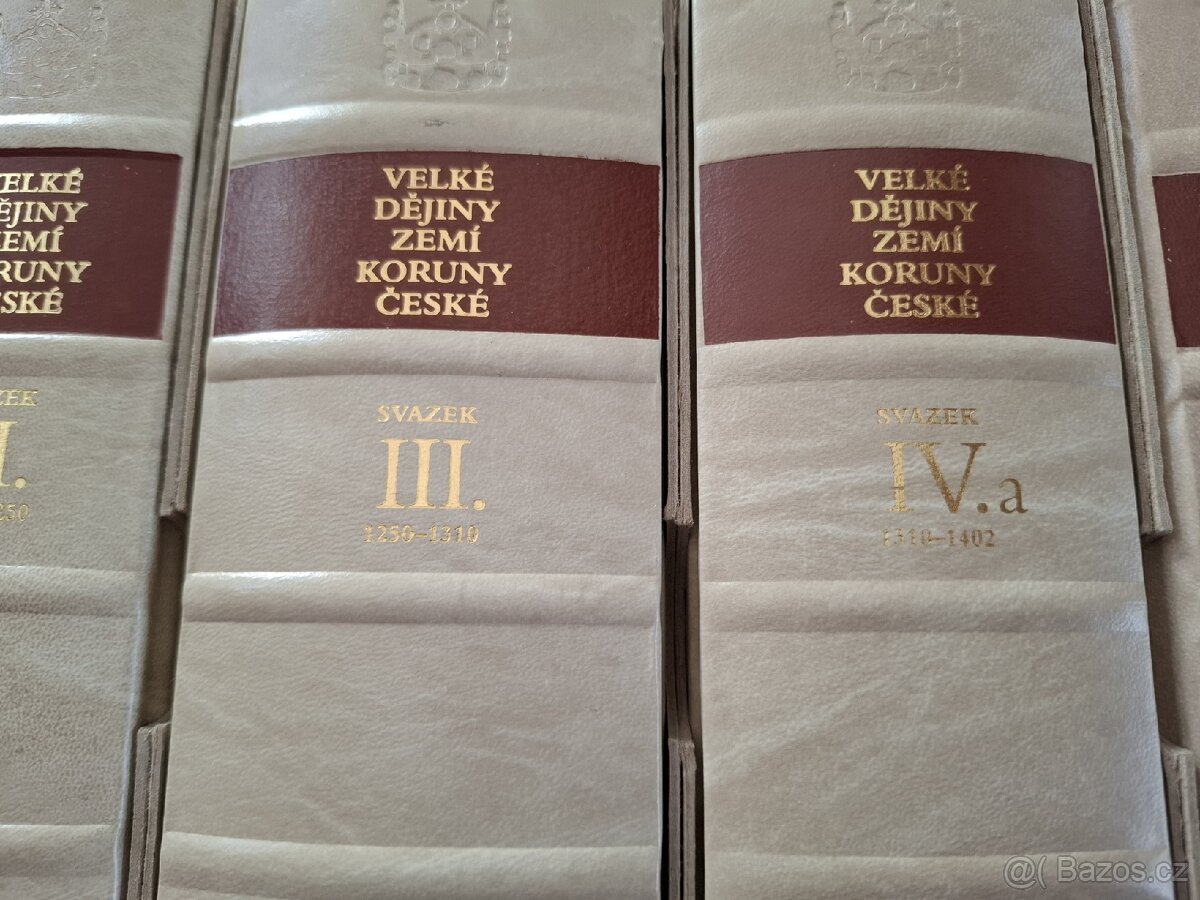 VELKÉ
DĚJINY
ZEMÍ
KORUNY
ČESKÉ
SVAZEK
III.
1250–1310
VELKÉ
DĚJINY
ZEMÍ
KORUNY
ČESKÉ
SVAZEK
IV.a
1310–1402
@( Bazos.cz